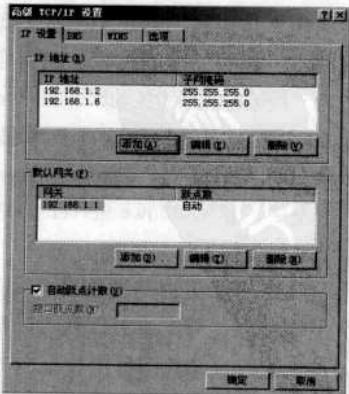 高级 TCP/IP 设置
IP 设置 DNS WINS 选项
IP 地址(R)
IP 地址 子网掩码
192.168.1.2 255.255.255.0
192.168.1.6 255.255.255.0
添加(A)... 编辑(E)... 删除(V)
默认网关(F):
网关 跃点数
192.168.1.1 自动
添加(D)... 编辑(T)... 删除(M)
自动跃点计数(U)
接口跃点数(N):
确定 取消